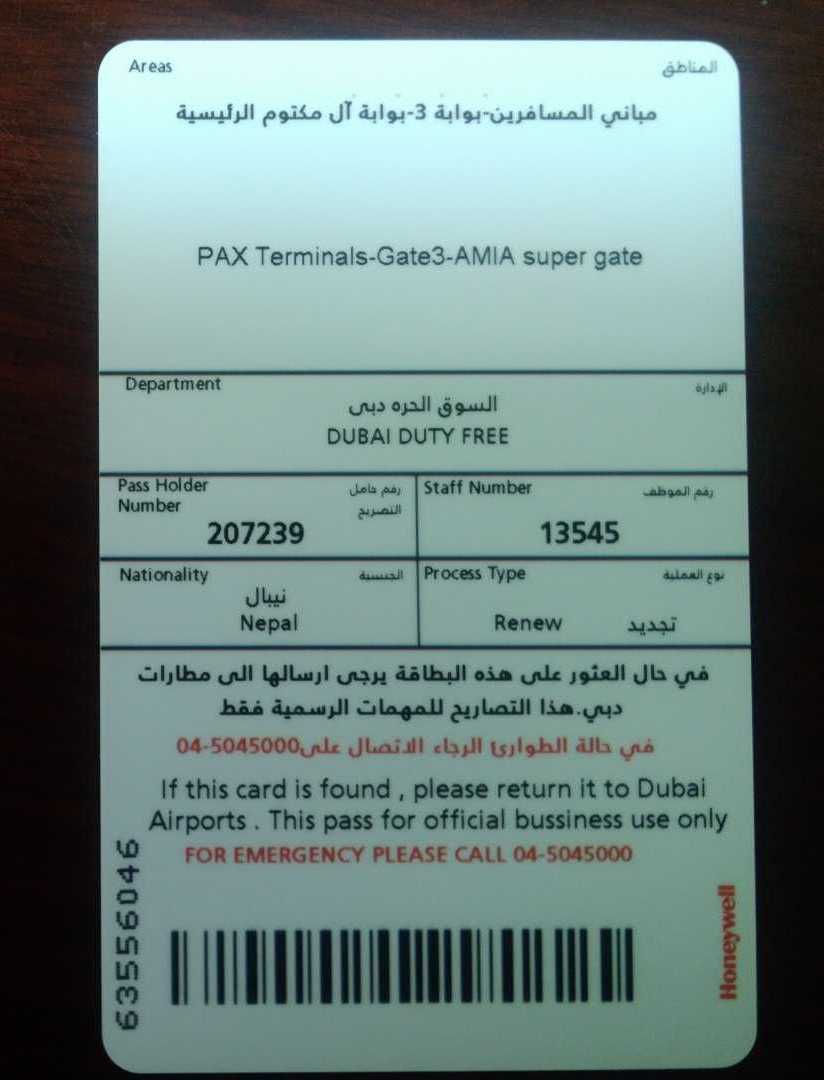 Areas المناطق
مباني المسافرين-بوابة 3-بوابة آل مكتوم الرئيسية
PAX Terminals-Gate3-AMIA super gate
Department الإدارة
السوق الحره دبى
DUBAI DUTY FREE
Pass Holder رقم حامل
Number التصريح
207239
Staff Number رقم الموظف
13545
Nationality الجنسية
نيبال
Nepal
Process Type نوع العملية
Renew تجديد
في حال العثور على هذه البطاقة يرجى ارسالها الى مطارات
دبي.هذا التصاريح للمهمات الرسمية فقط
في حالة الطوارئ الرجاء الاتصال على04-5045000
If this card is found , please return it to Dubai
Airports . This pass for official bussiness use only
FOR EMERGENCY PLEASE CALL 04-5045000
63556046
Honeywell